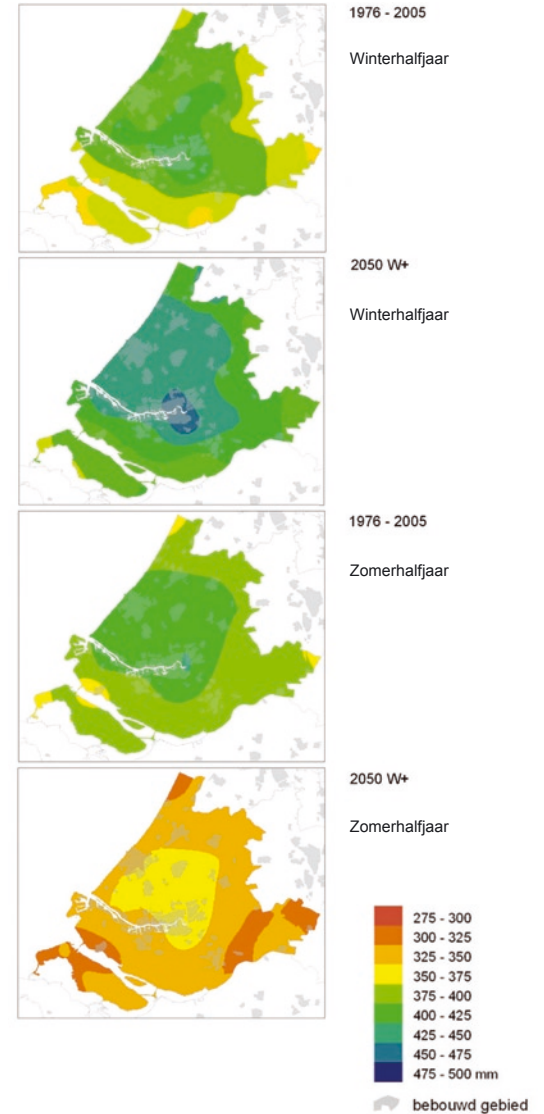 1976 - 2005
Winterhalfjaar
2050 W+
Winterhalfjaar
1976 - 2005
Zomerhalfjaar
2050 W+
Zomerhalfjaar
275 - 300
300 - 325
325 - 350
350 - 375
375 - 400
400 - 425
425 - 450
450 - 475
475 - 500 mm
bebouwd gebied